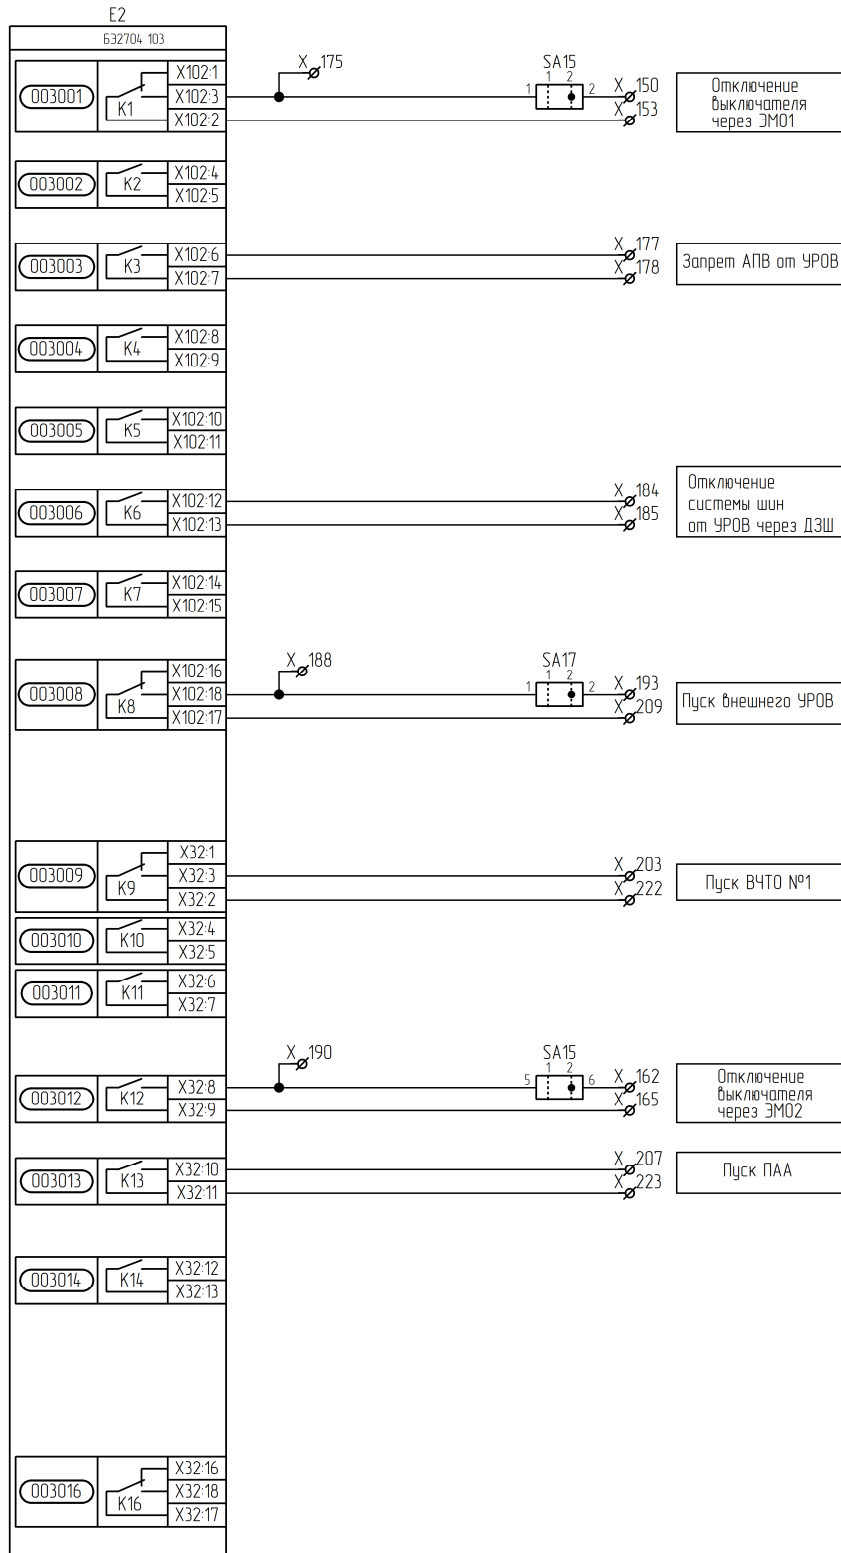 E2
БЭ2704 103
003001
K1
X102:1
X102:3
X102:2
X 175
SA15
1 2
1
2
X 150
X 153
Отключение
выключателя
через ЭМО1
003002
K2
X102:4
X102:5
003003
K3
X102:6
X102:7
X 177
X 178
Запрет АПВ от УРОВ
003004
K4
X102:8
X102:9
003005
K5
X102:10
X102:11
003006
K6
X102:12
X102:13
X 184
X 185
Отключение
системы шин
от УРОВ через ДЗШ
003007
K7
X102:14
X102:15
003008
K8
X102:16
X102:18
X102:17
X 188
SA17
1 2
1
2
X 193
X 209
Пуск внешнего УРОВ
003009
K9
X32:1
X32:3
X32:2
X 203
X 222
Пуск ВЧТО №1
003010
K10
X32:4
X32:5
003011
K11
X32:6
X32:7
003012
K12
X32:8
X32:9
X 190
SA15
1 2
5
6
X 162
X 165
Отключение
выключателя
через ЭМО2
003013
K13
X32:10
X32:11
X 207
X 223
Пуск ПАА
003014
K14
X32:12
X32:13
003016
K16
X32:16
X32:18
X32:17